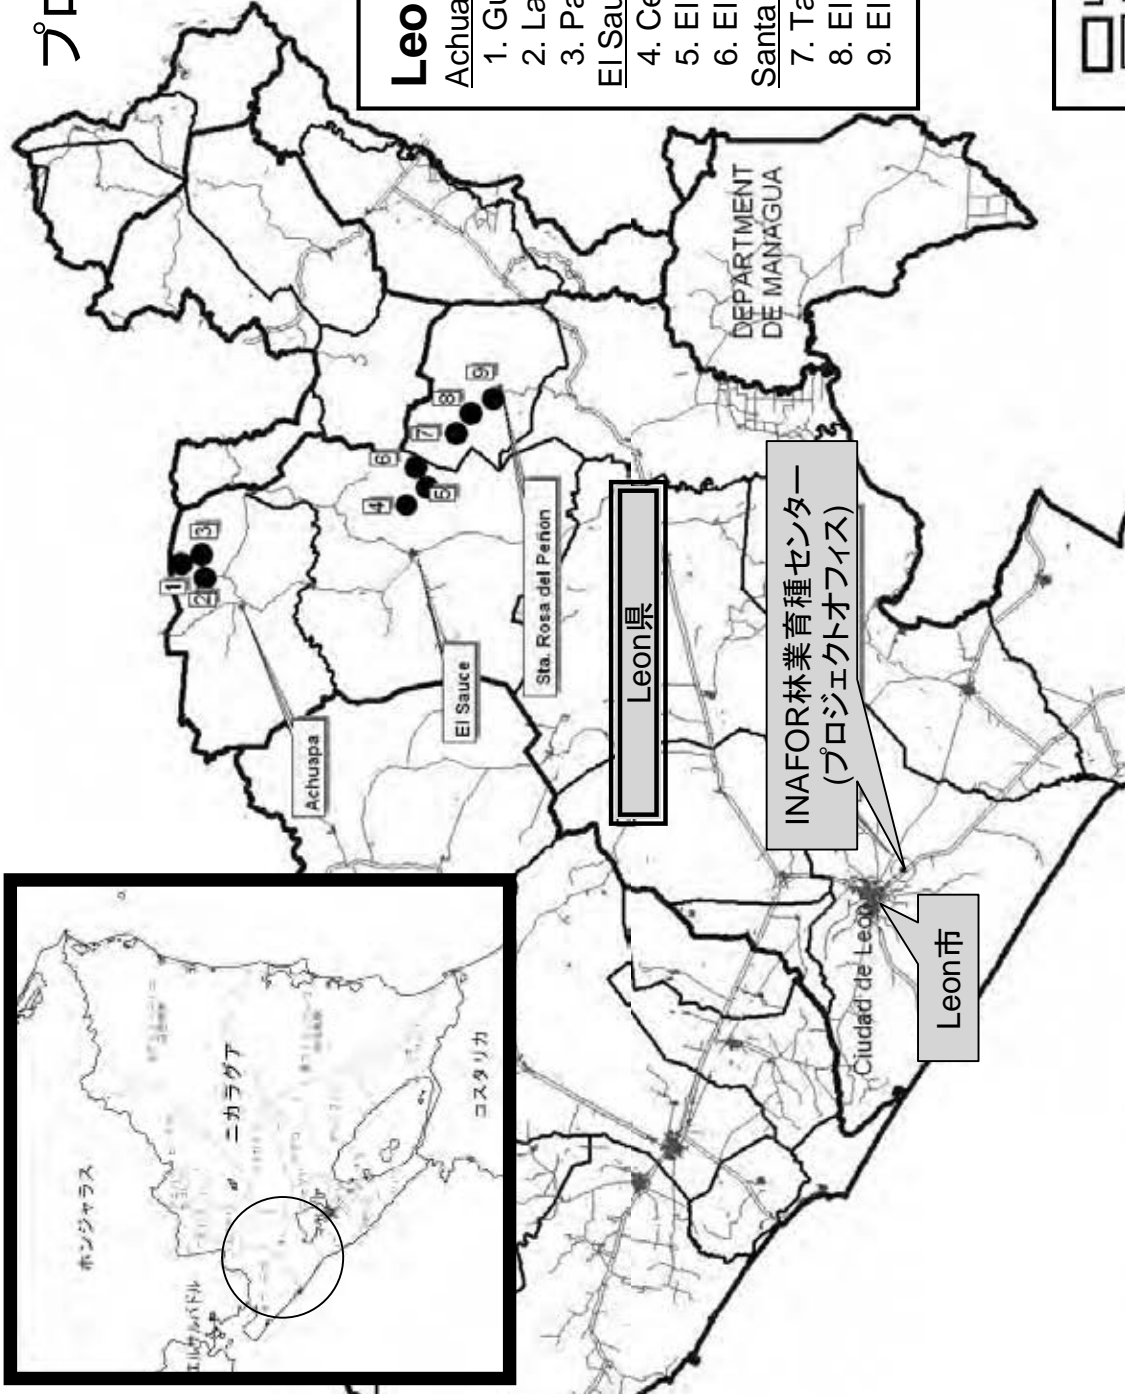 プロ
Leo
Achua
1. Gu
2. La
3. Pa
El Sau
4. Ce
5. El
6. El
Santa
7. Ta
8. El
9. El
DEPARTMENT
DE MANAGUA
1
2
3
4
5
6
7
8
9
Achuapa
El Sauce
Sta. Rosa del Peñón
Leon県
INAFOR林業育種センター
(プロジェクトオフィス)
Ciudad de León
Leon市
ホンジャラス
エルサルバドル
ニカラグア
コスタリカ